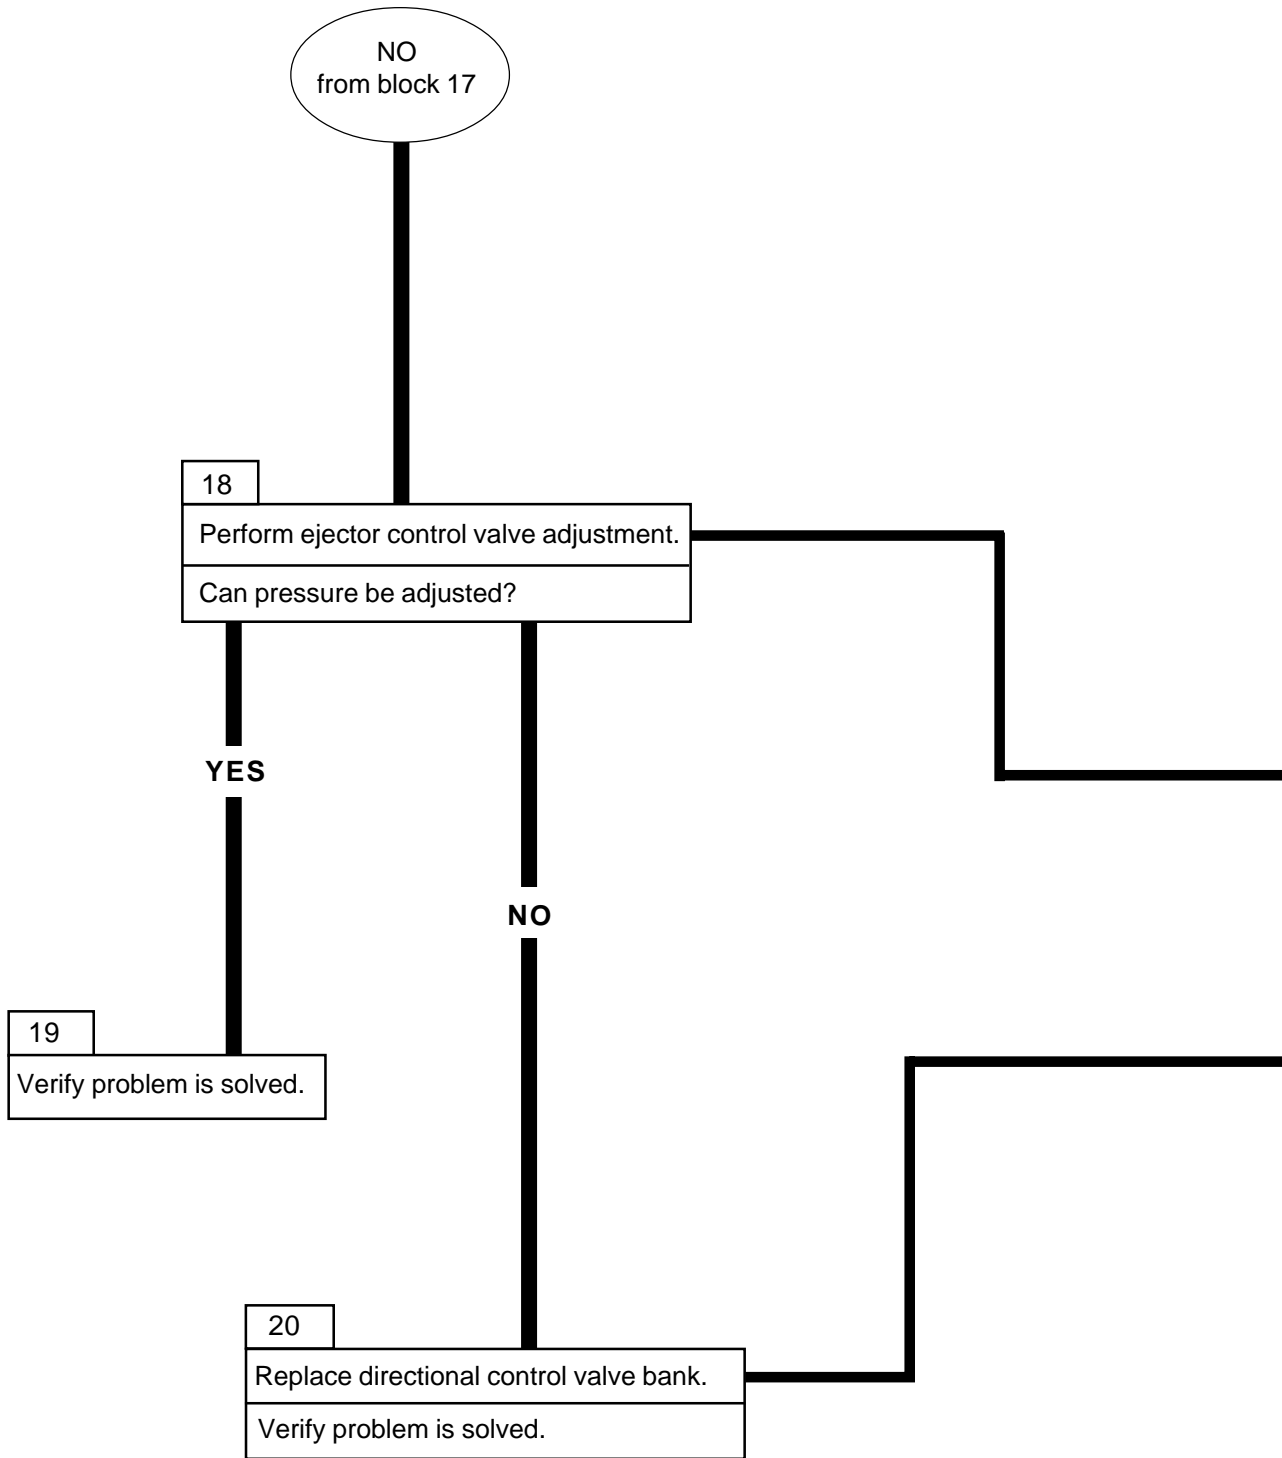 NO
from block 17
18
Perform ejector control valve adjustment.
Can pressure be adjusted?
YES
NO
19
Verify problem is solved.
20
Replace directional control valve bank.
Verify problem is solved.